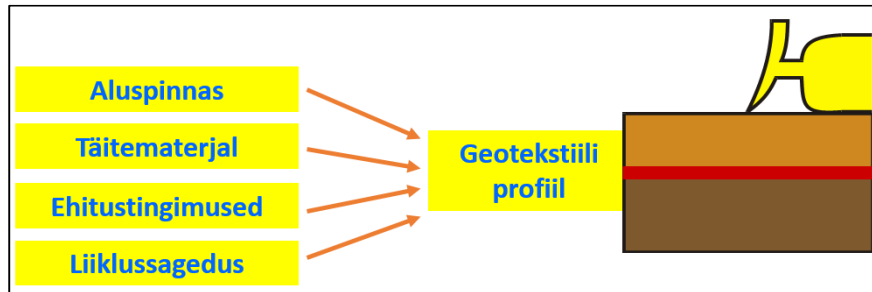 Aluspinnas
Täitematerjal
Ehitustingimused
Liiklussagedus
Geotekstiili
profiil